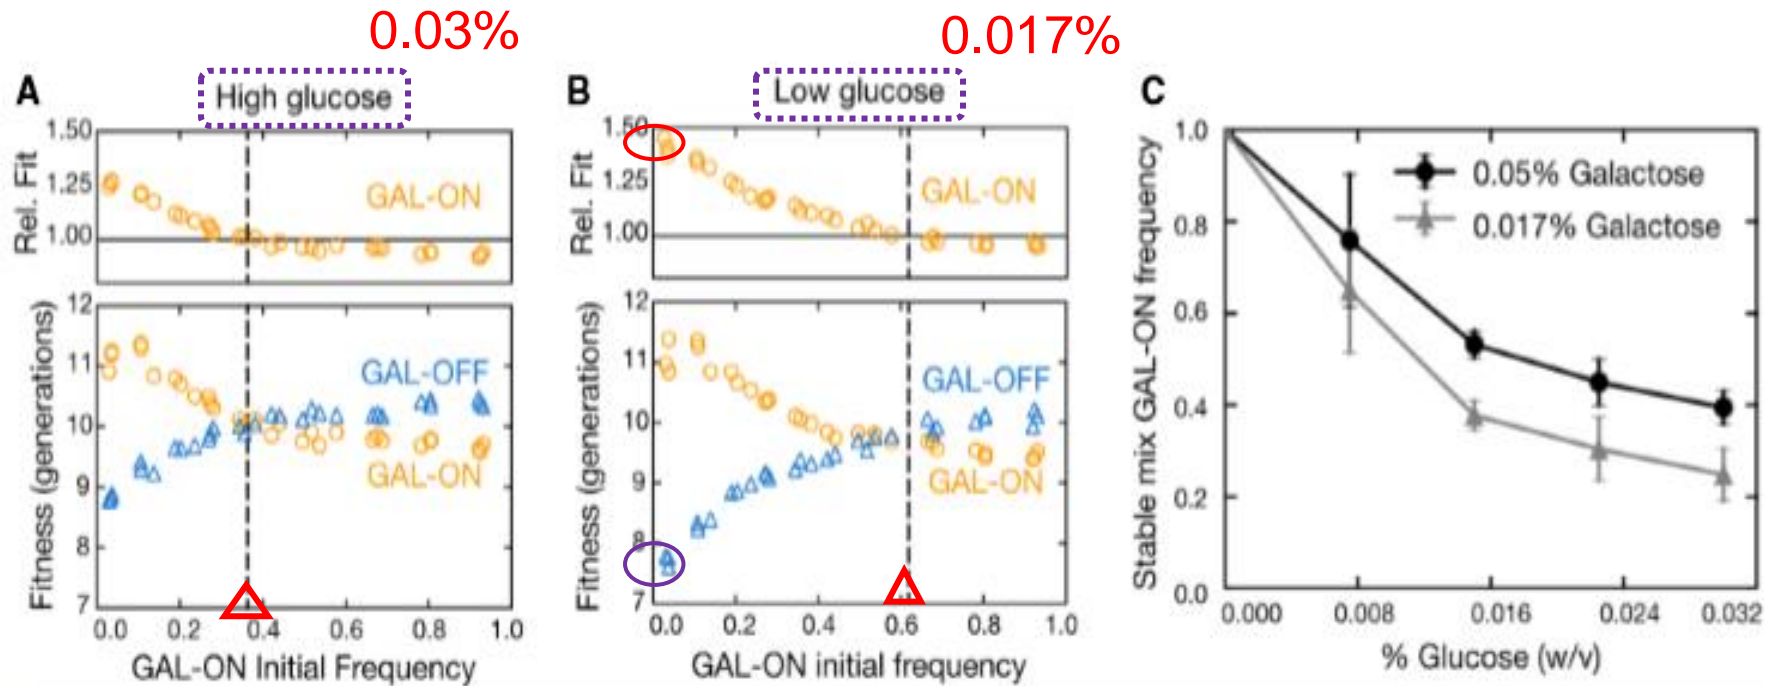 0.03%
0.017%
A
High glucose
1.50
1.25
1.00
Rel. Fit
GAL-ON
12
11
10
9
8
7
Fitness (generations)
GAL-OFF
GAL-ON
0.0 0.2 0.4 0.6 0.8 1.0
GAL-ON Initial Frequency
B
Low glucose
1.50
1.25
1.00
Rel. Fit
GAL-ON
12
11
10
9
8
7
Fitness (generations)
GAL-OFF
GAL-ON
0.0 0.2 0.4 0.6 0.8 1.0
GAL-ON initial frequency
C
1.0
0.8
0.6
0.4
0.2
0.0
Stable mix GAL-ON frequency
0.05% Galactose
0.017% Galactose
0.000 0.008 0.016 0.024 0.032
% Glucose (w/v)